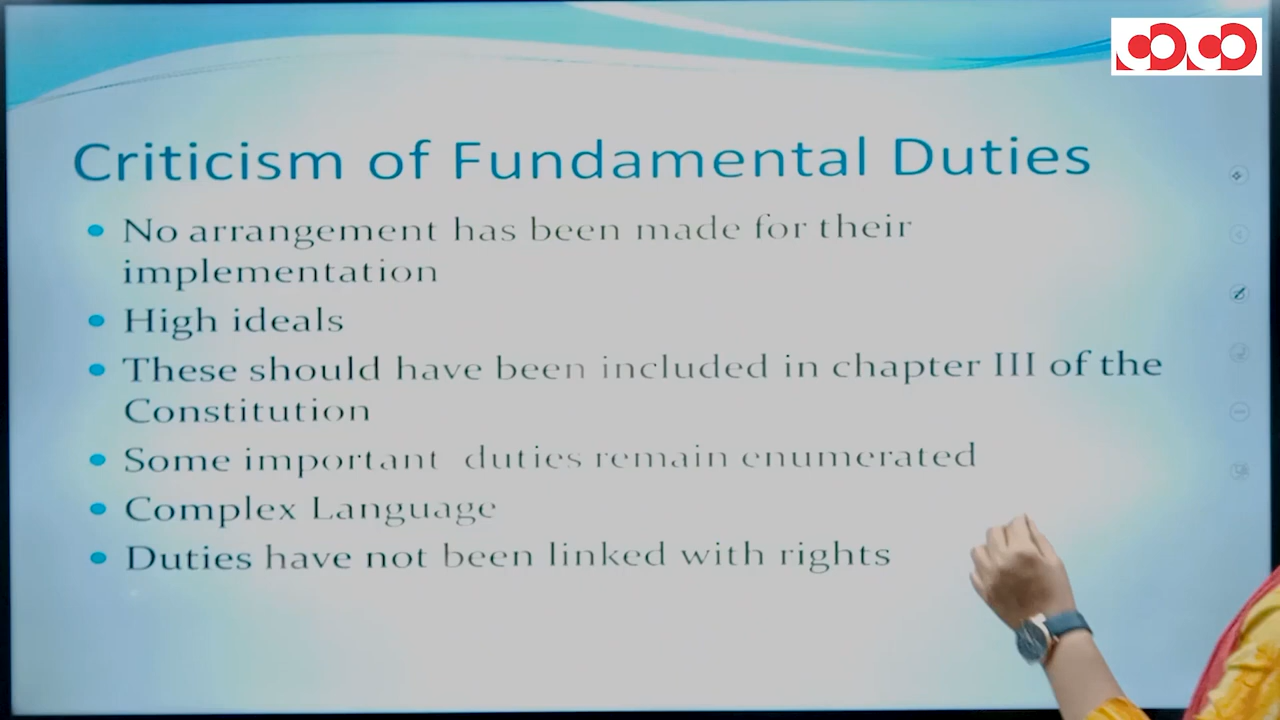 Criticism of Fundamental Duties
No arrangement has been made for their
implementation
High ideals
These should have been included in chapter III of the
Constitution
Some important duties remain enumerated
Complex Language
Duties have not been linked with rights